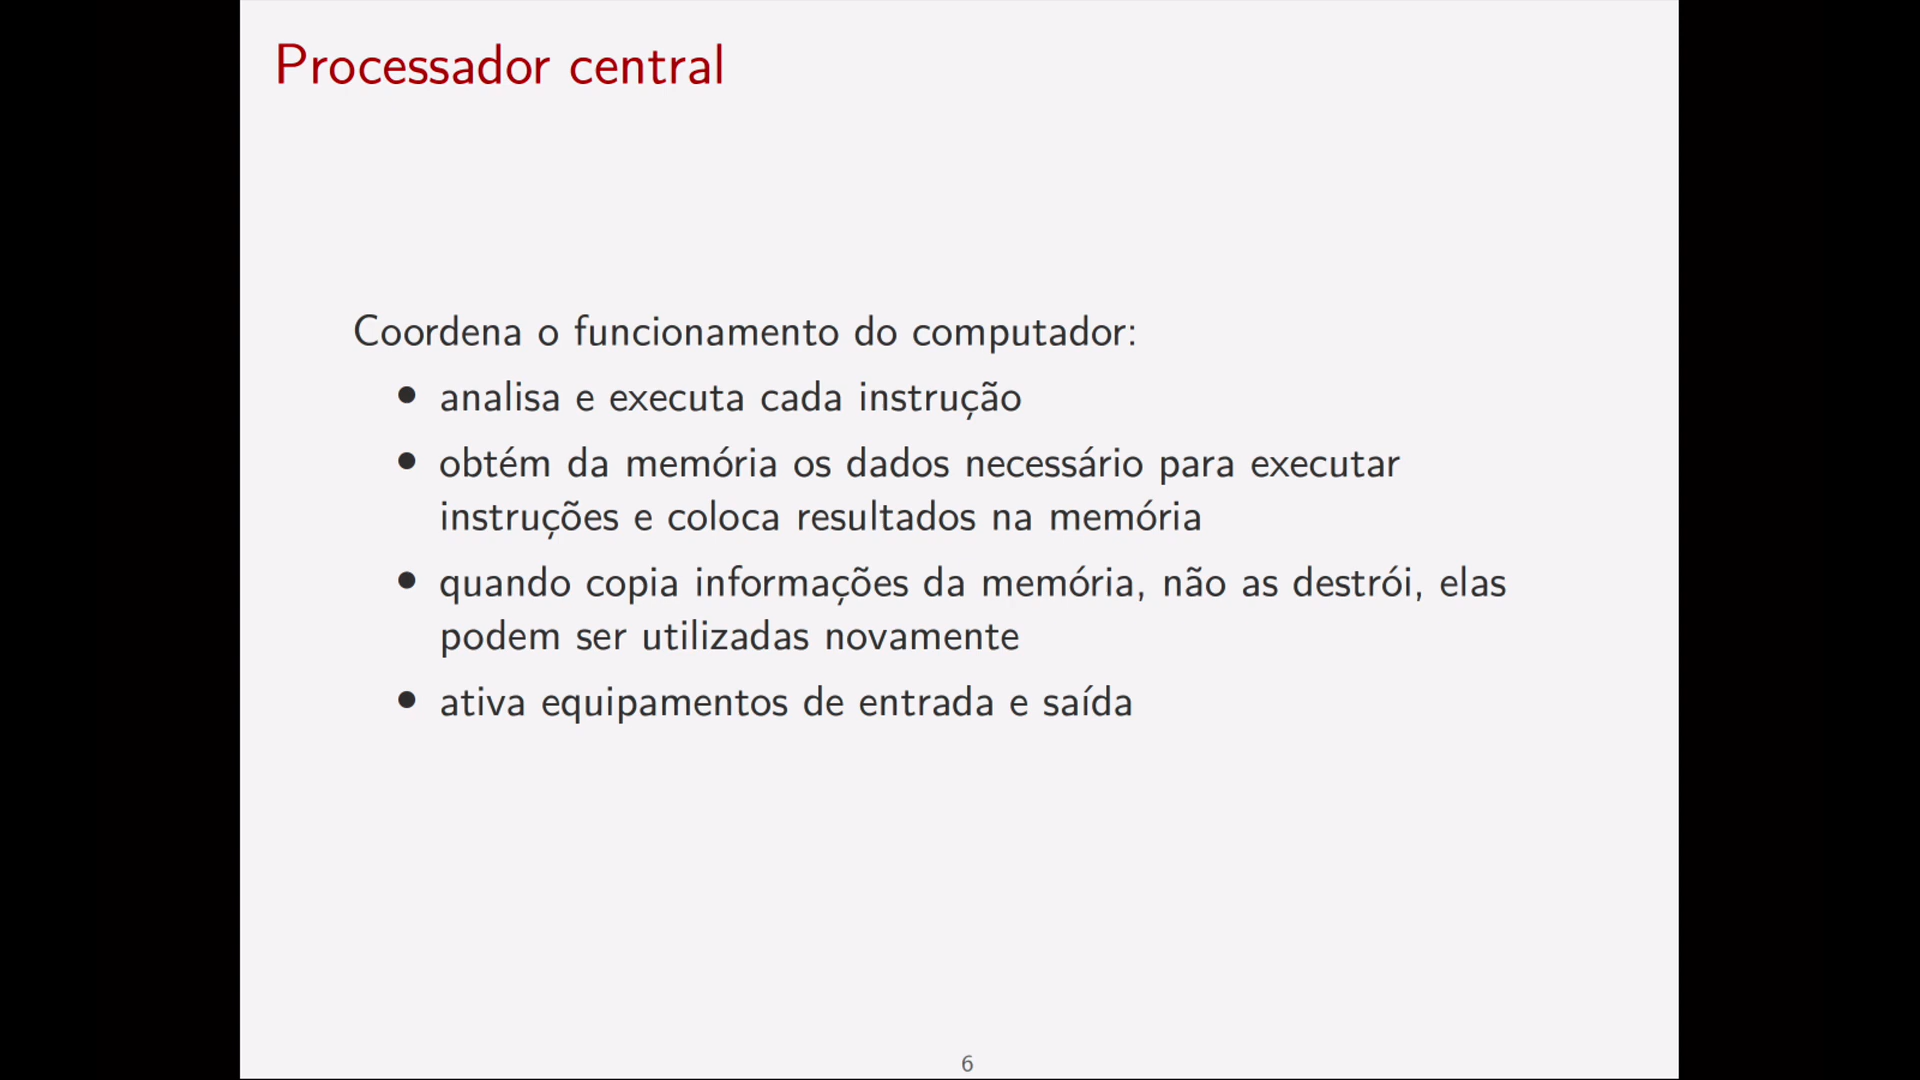 Processador central
Coordena o funcionamento do computador:
• analisa e executa cada instrução
• obtém da memória os dados necessário para executar
instruções e coloca resultados na memória
• quando copia informações da memória, não as destrói, elas
podem ser utilizadas novamente
• ativa equipamentos de entrada e saída
6